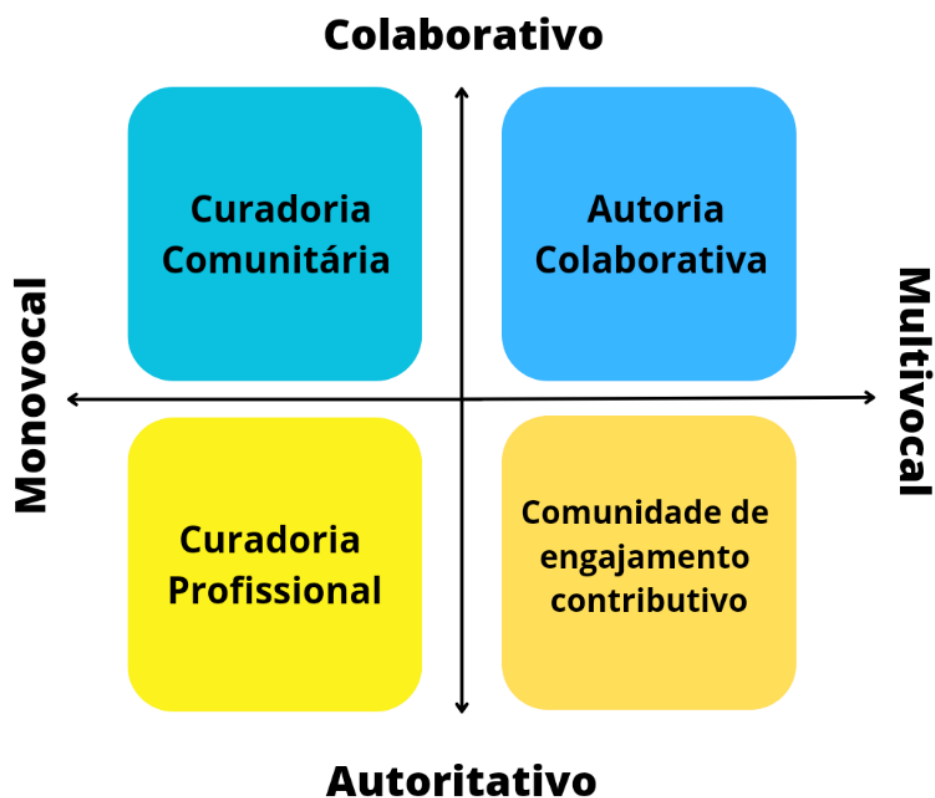 Colaborativo
Curadoria
Comunitária
Autoria
Colaborativa
Monovocal
Multivocal
Curadoria
Profissional
Comunidade de
engajamento
contributivo
Autoritativo